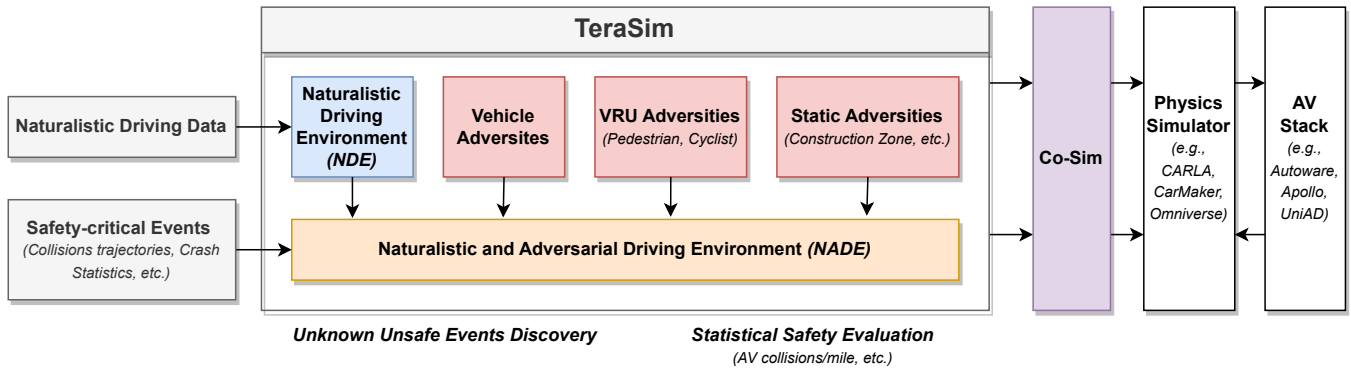 TeraSim
Naturalistic Driving Data
Safety-critical Events
(Collisions trajectories, Crash
Statistics, etc.)
Naturalistic
Driving
Environment
(NDE)
Vehicle
Adversites
VRU Adversities
(Pedestrian, Cyclist)
Static Adversities
(Construction Zone, etc.)
Naturalistic and Adversarial Driving Environment (NADE)
Co-Sim
Physics
Simulator
(e.g.,
CARLA,
CarMaker,
Omniverse)
AV
Stack
(e.g.,
Autoware,
Apollo,
UniAD)
Unknown Unsafe Events Discovery
Statistical Safety Evaluation
(AV collisions/mile, etc.)